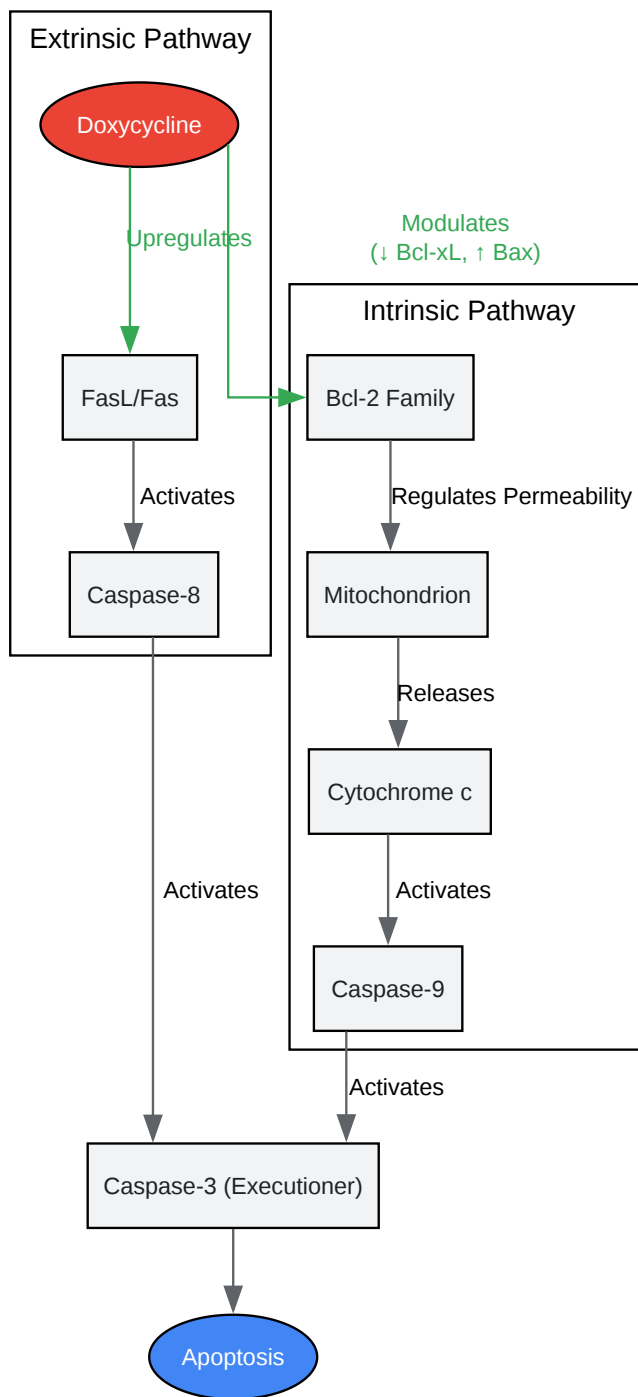 Extrinsic Pathway
Doxycycline
Upregulates
Modulates
(↓ Bcl-xL, ↑ Bax)
Intrinsic Pathway
FasL/Fas
Bcl-2 Family
Activates
Regulates Permeability
Caspase-8
Mitochondrion
Releases
Cytochrome c
Activates
Activates
Caspase-9
Activates
Caspase-3 (Executioner)
Apoptosis